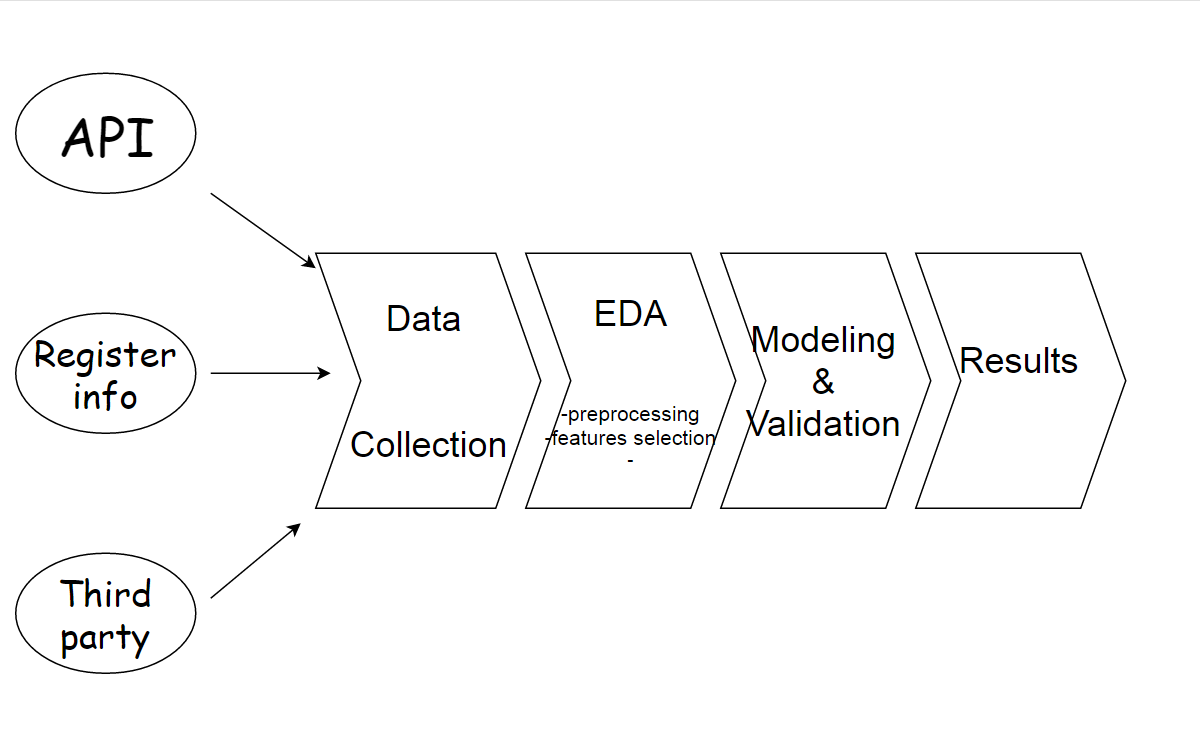 API
Register
info
Third
party
Data
Collection
EDA
-preprocessing
-features selection
-
Modeling
&
Validation
Results